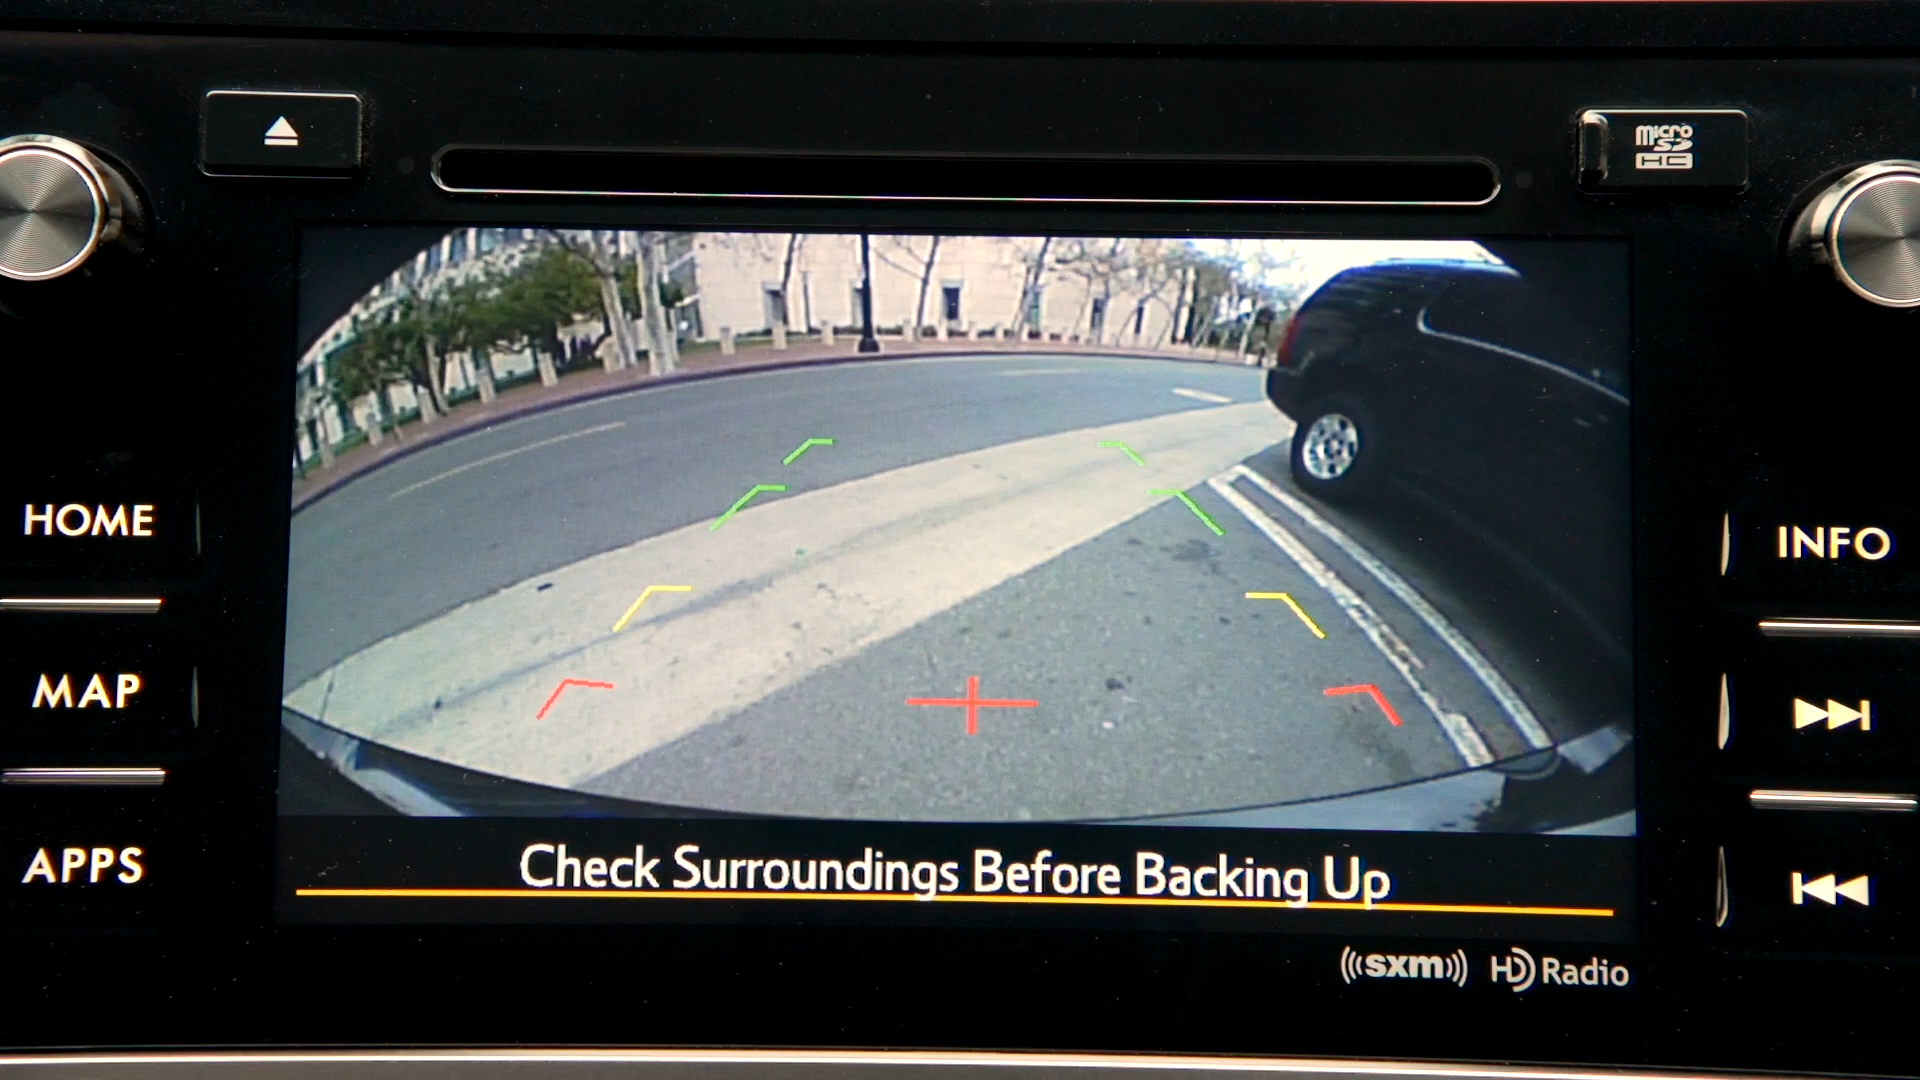 micro
SD
HC
HOME
INFO
MAP
APPS
Check Surroundings Before Backing Up
sxm
HD Radio